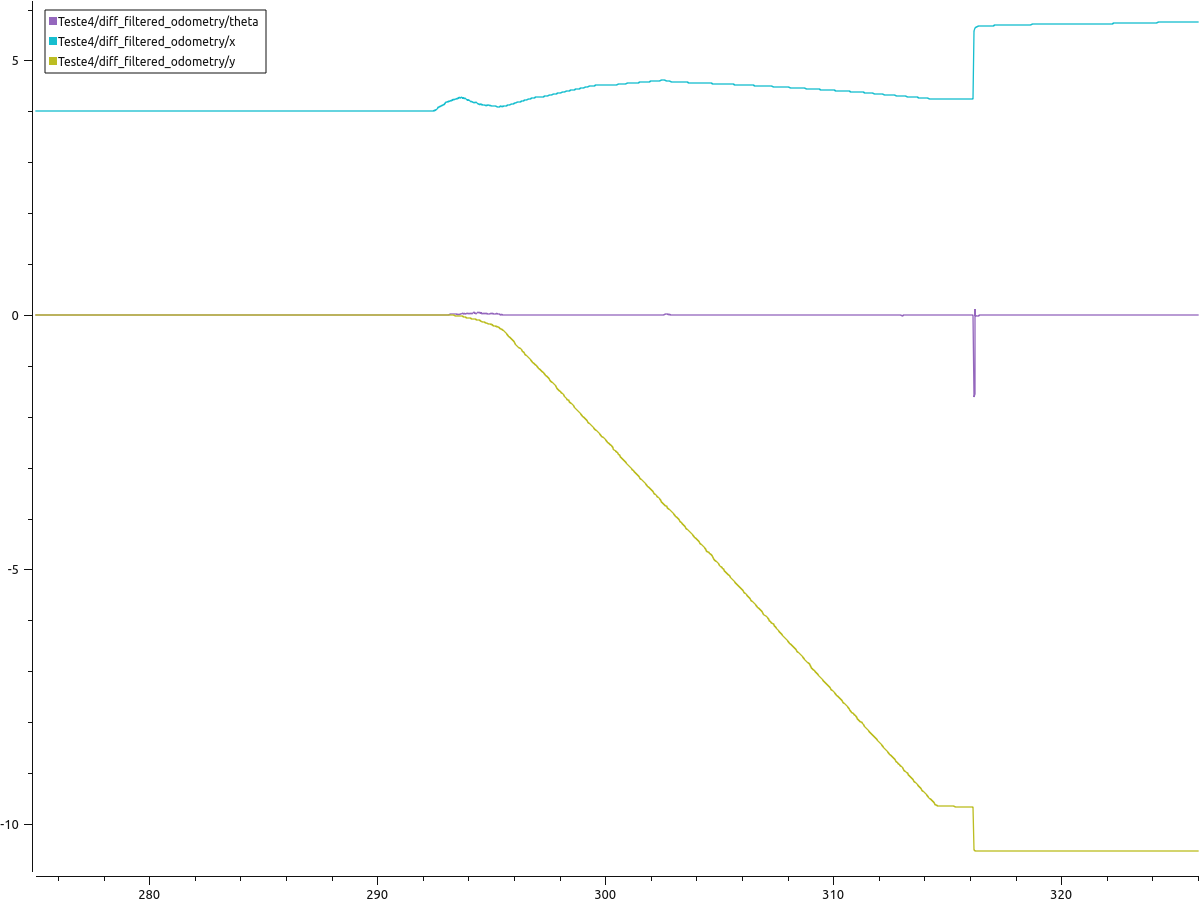 Teste4/diff_filtered_odometry/theta
Teste4/diff_filtered_odometry/x
Teste4/diff_filtered_odometry/y
5
0
-5
-10
280 290 300 310 320